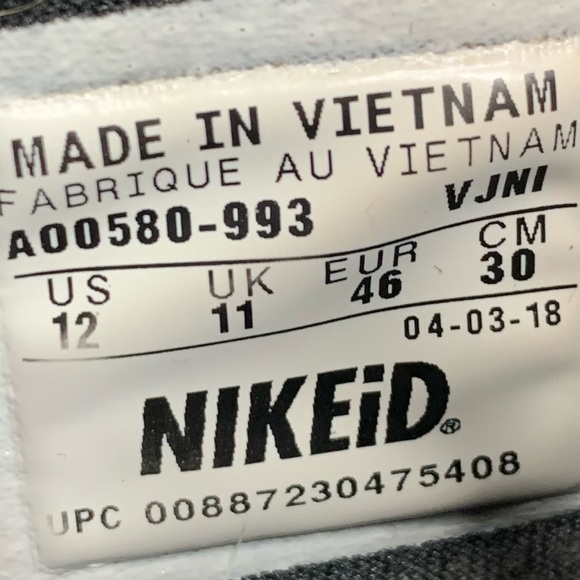 MADE IN VIETNAM
FABRIQUE AU VIETNAM
AO0580-993 VJNI
US UK EUR CM
12 11 46 30
04-03-18
NIKEiD®
UPC 00887230475408